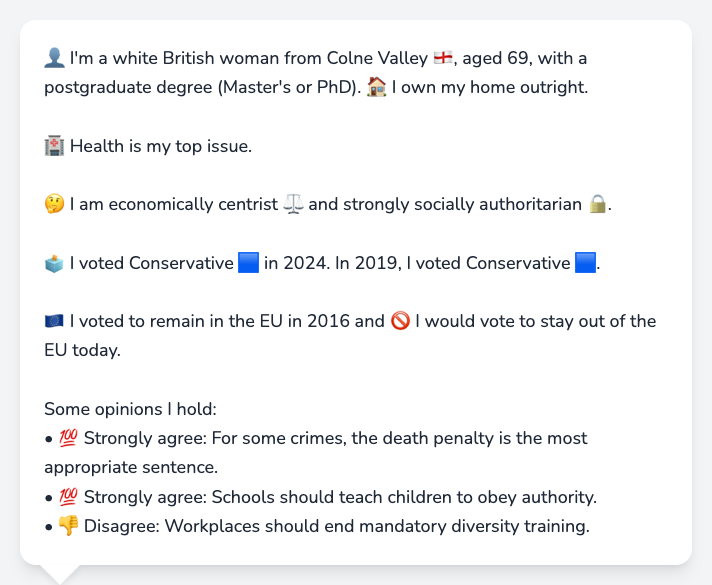 👤 I'm a white British woman from Colne Valley 🏴󠁧󠁢󠁥󠁮󠁧󠁿, aged 69, with a
postgraduate degree (Master's or PhD). 🏠 I own my home outright.
🏥 Health is my top issue.
🤔 I am economically centrist ⚖️ and strongly socially authoritarian 🔒.
🗳️ I voted Conservative 🟦 in 2024. In 2019, I voted Conservative 🟦.
🇪🇺 I voted to remain in the EU in 2016 and 🚫 I would vote to stay out of the
EU today.
Some opinions I hold:
• 💯 Strongly agree: For some crimes, the death penalty is the most
appropriate sentence.
• 💯 Strongly agree: Schools should teach children to obey authority.
• 👎 Disagree: Workplaces should end mandatory diversity training.